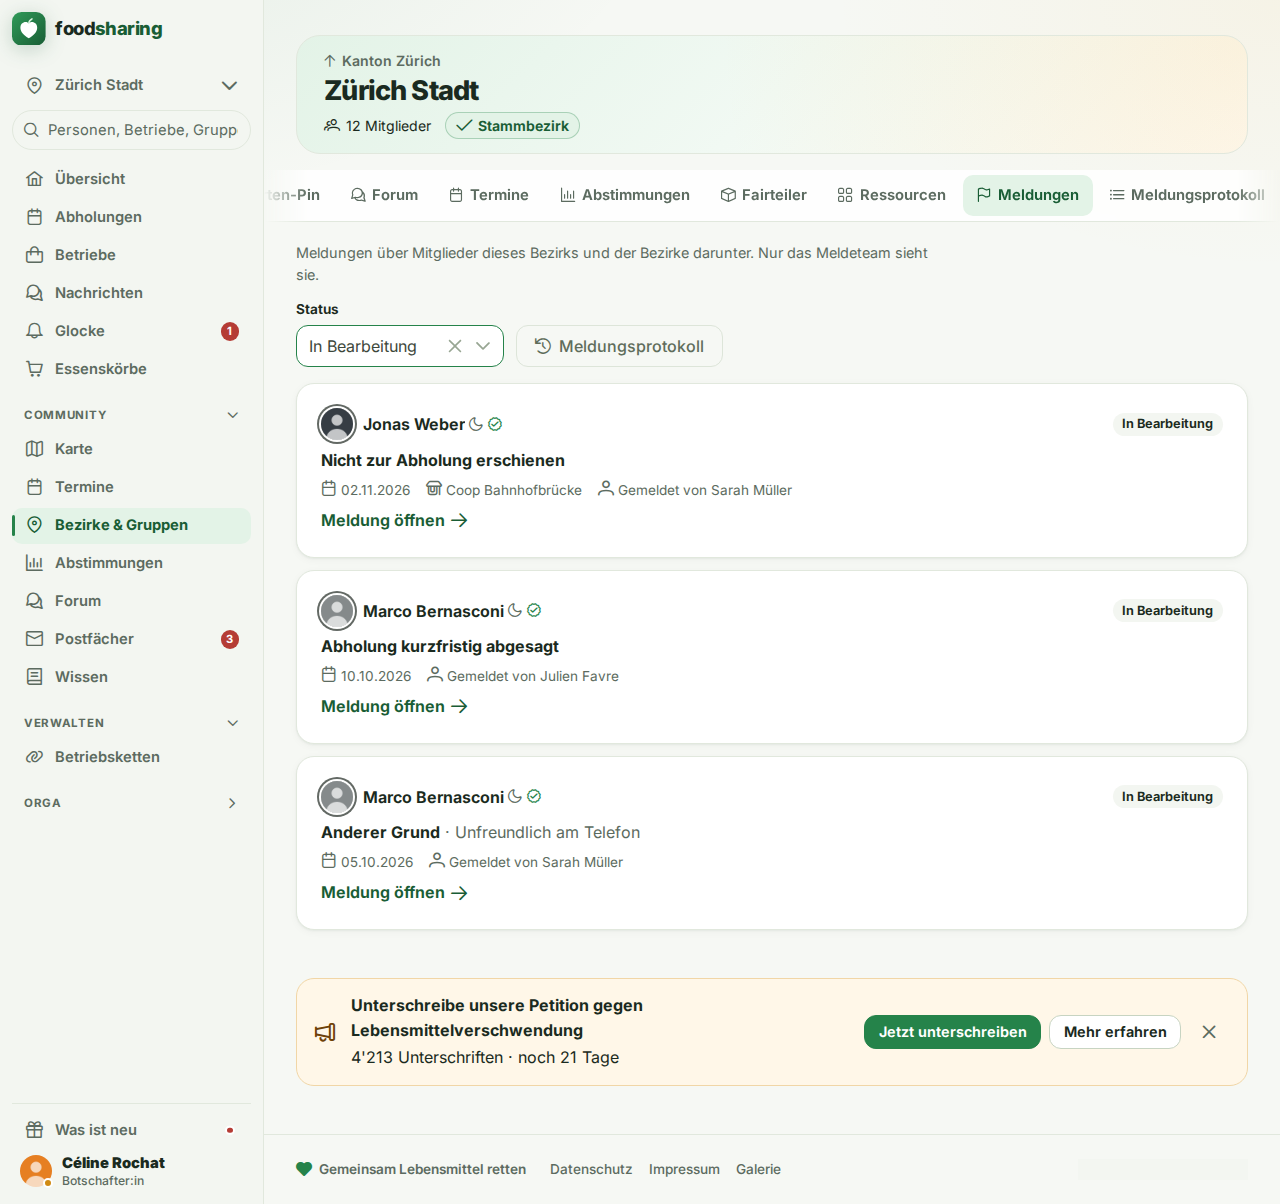 foodsharing
Zürich Stadt
Personen, Betriebe, Grupp
Übersicht
Abholungen
Betriebe
Nachrichten
Glocke 1
Essenskörbe
COMMUNITY
Karte
Termine
Bezirke & Gruppen
Abstimmungen
Forum
Postfächer 3
Wissen
VERWALTEN
Betriebsketten
ORGA
Was ist neu
Céline Rochat
Botschafter:in
Kanton Zürich
Zürich Stadt
12 Mitglieder Stammbezirk
ten-Pin Forum Termine Abstimmungen Fairteiler Ressourcen Meldungen Meldungsprotokoll
Meldungen über Mitglieder dieses Bezirks und der Bezirke darunter. Nur das Meldeteam sieht
sie.
Status
In Bearbeitung Meldungsprotokoll
Jonas Weber In Bearbeitung
Nicht zur Abholung erschienen
02.11.2026 Coop Bahnhofbrücke Gemeldet von Sarah Müller
Meldung öffnen
Marco Bernasconi In Bearbeitung
Abholung kurzfristig abgesagt
10.10.2026 Gemeldet von Julien Favre
Meldung öffnen
Marco Bernasconi In Bearbeitung
Anderer Grund · Unfreundlich am Telefon
05.10.2026 Gemeldet von Sarah Müller
Meldung öffnen
Unterschreibe unsere Petition gegen
Lebensmittelverschwendung
4'213 Unterschriften · noch 21 Tage
Jetzt unterschreiben Mehr erfahren
Gemeinsam Lebensmittel retten Datenschutz Impressum Galerie